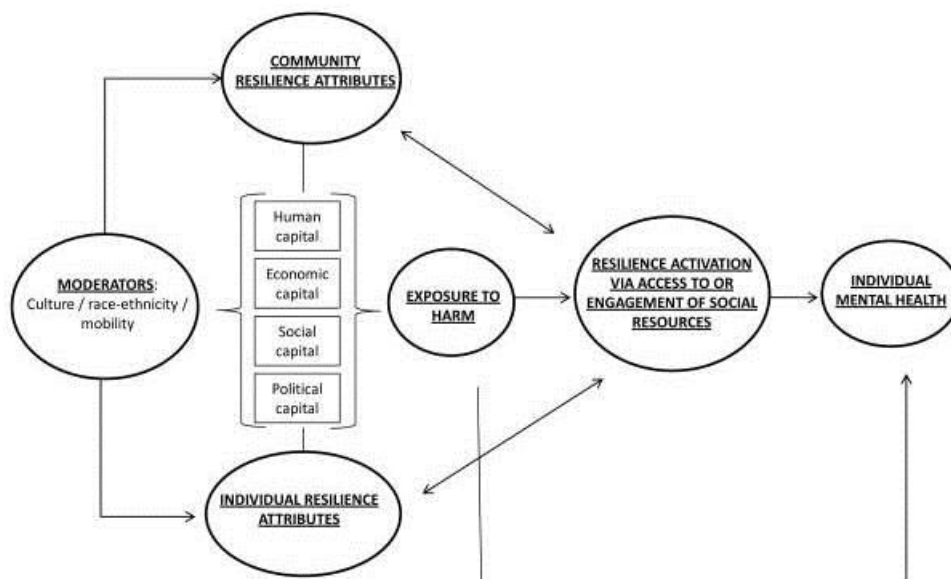 COMMUNITY
RESILIENCE ATTRIBUTES
Human
capital
Economic
capital
Social
capital
Political
capital
MODERATORS:
Culture / race-ethnicity /
mobility
EXPOSURE TO
HARM
RESILIENCE ACTIVATION
VIA ACCESS TO OR
ENGAGEMENT OF SOCIAL
RESOURCES
INDIVIDUAL
MENTAL HEALTH
INDIVIDUAL RESILIENCE
ATTRIBUTES